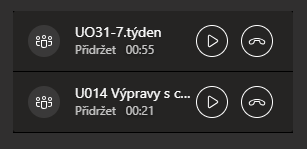 UO31-7.týden
Přidržet 00:55
U014 Výpravy s c...
Přidržet 00:21